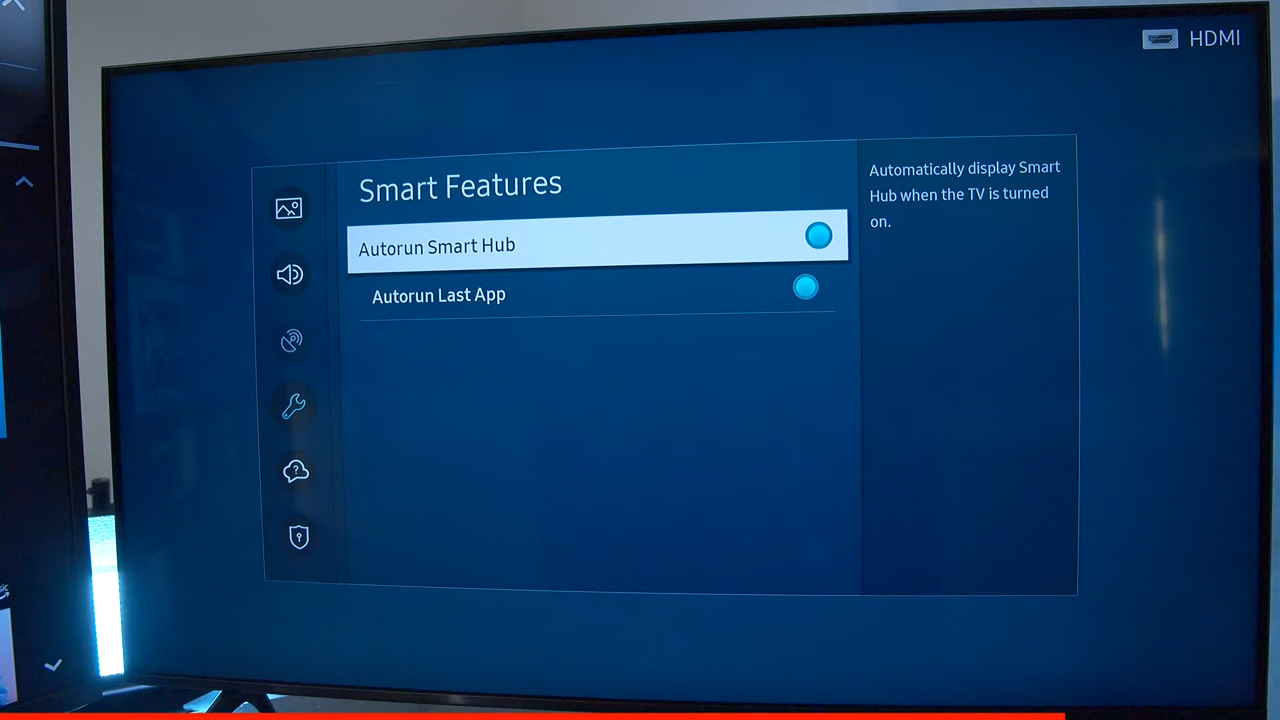 HDMI
Smart Features
Autorun Smart Hub
Autorun Last App
Automatically display Smart
Hub when the TV is turned
on.